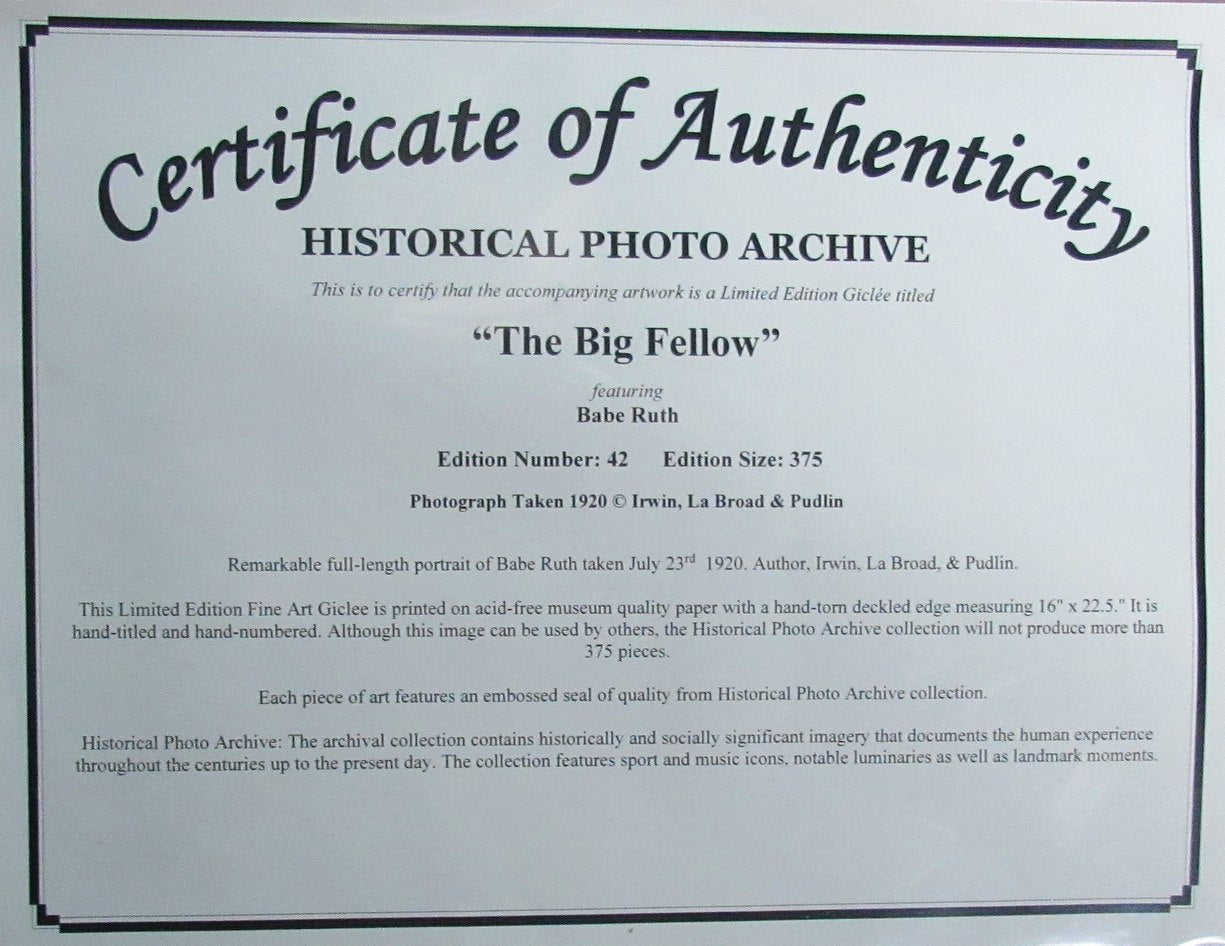 Certificate of Authenticity
HISTORICAL PHOTO ARCHIVE
This is to certify that the accompanying artwork is a Limited Edition Giclée titled
“The Big Fellow”
featuring
Babe Ruth
Edition Number: 42 Edition Size: 375
Photograph Taken 1920 © Irwin, La Broad & Pudlin
Remarkable full-length portrait of Babe Ruth taken July 23rd 1920. Author, Irwin, La Broad, & Pudlin.
This Limited Edition Fine Art Giclee is printed on acid-free museum quality paper with a hand-torn deckled edge measuring 16" x 22.5." It is
hand-titled and hand-numbered. Although this image can be used by others, the Historical Photo Archive collection will not produce more than
375 pieces.
Each piece of art features an embossed seal of quality from Historical Photo Archive collection.
Historical Photo Archive: The archival collection contains historically and socially significant imagery that documents the human experience
throughout the centuries up to the present day. The collection features sport and music icons, notable luminaries as well as landmark moments.